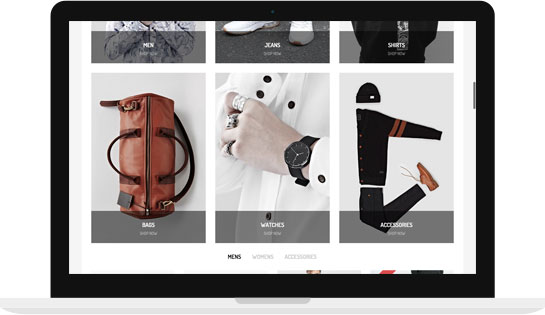 MEN
SHOP NOW
JEANS
SHOP NOW
SHIRTS
SHOP NOW
BAGS
SHOP NOW
WATCHES
SHOP NOW
ACCESSORIES
SHOP NOW
MENS WOMENS ACCESSORIES